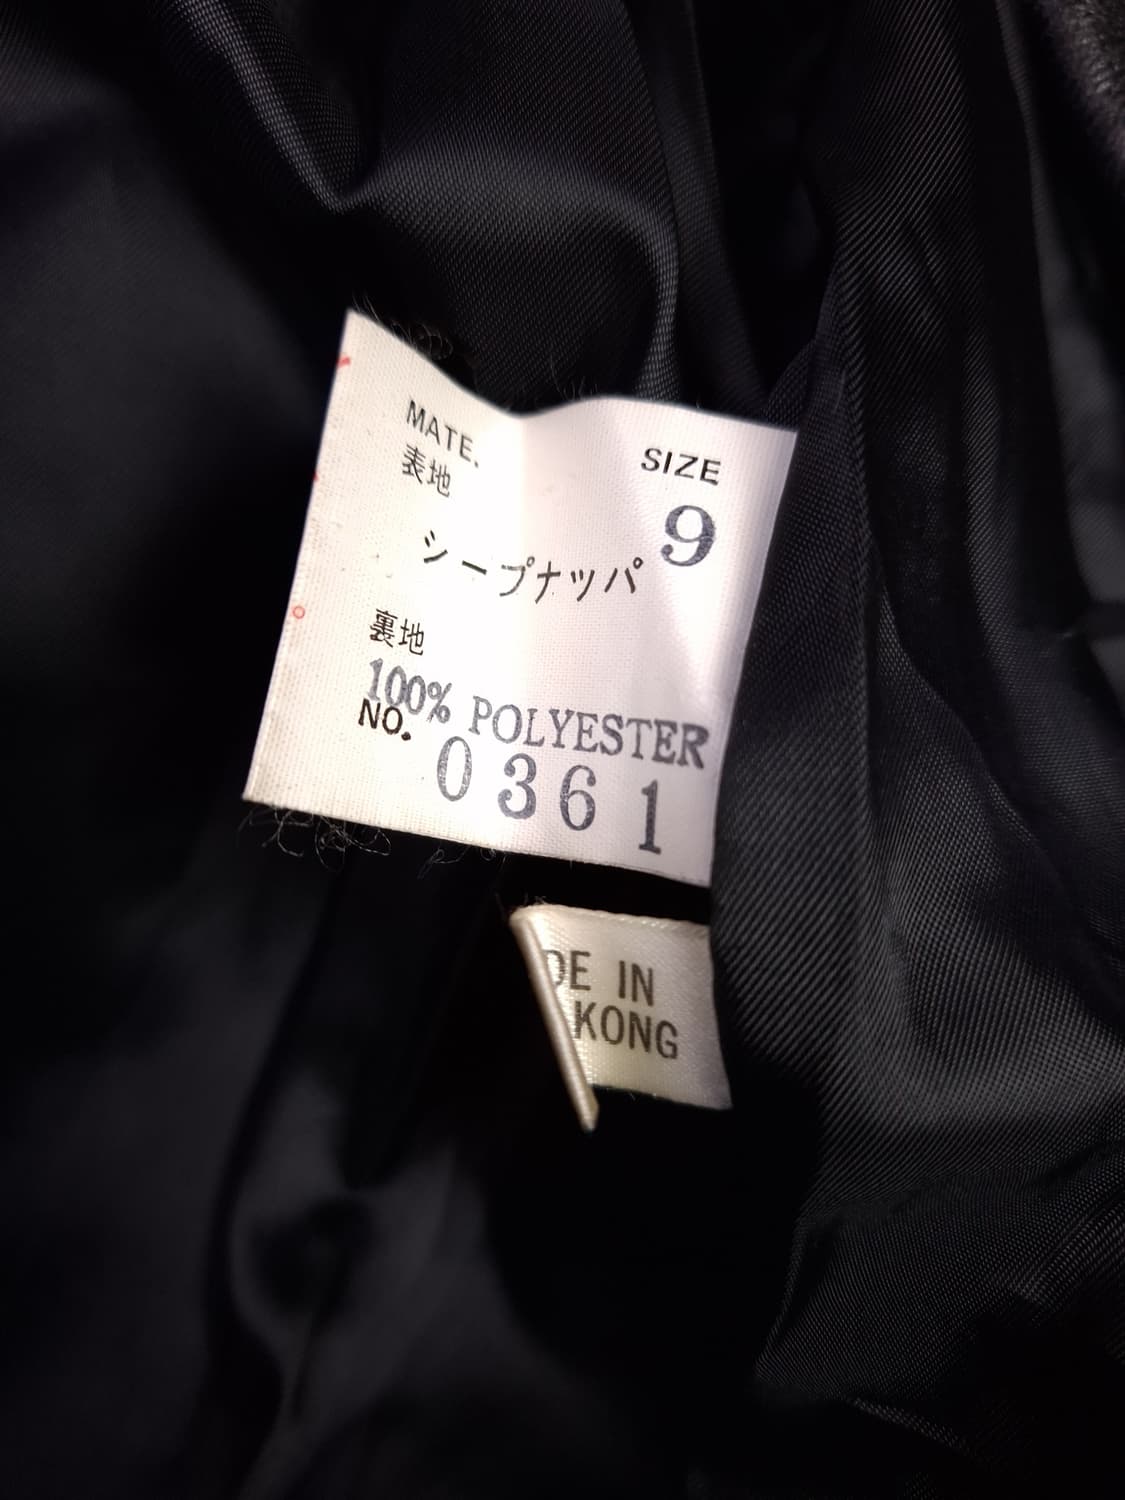 MATE.
表地
SIZE
9
シープナッパ
裏地
100% POLYESTER
NO. 0361
DE IN
KONG